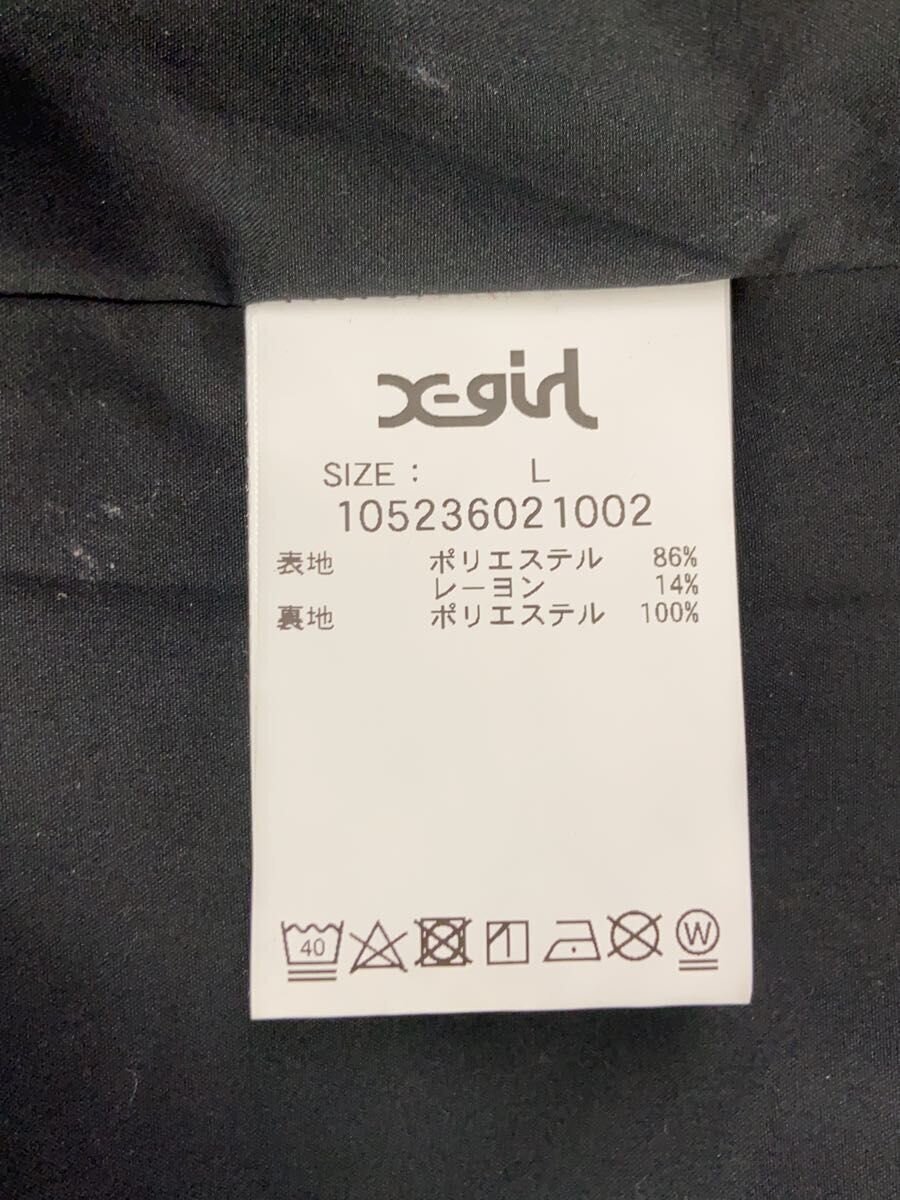 X-girl
SIZE : L
105236021002
表地 ポリエステル 86%
レーヨン 14%
裏地 ポリエステル 100%
40
W